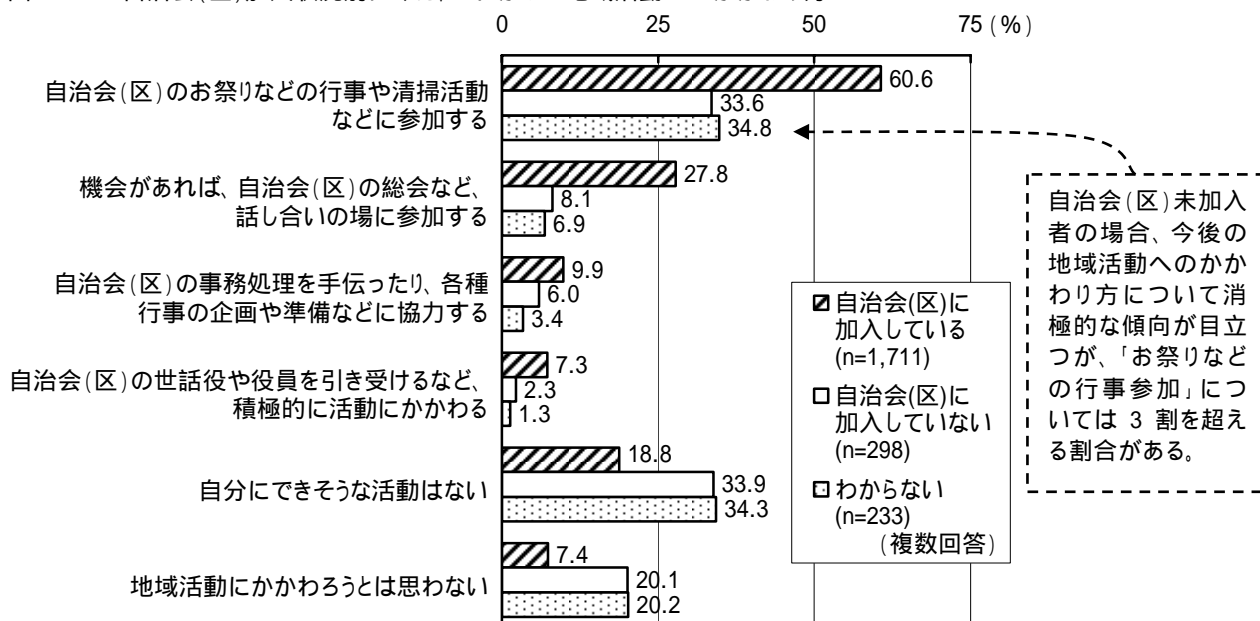 0 25 50 75 (%)
自治会(区)のお祭りなどの行事や清掃活動
などに参加する
60.6
33.6
34.8
機会があれば、自治会(区)の総会など、
話し合いの場に参加する
27.8
8.1
6.9
自治会(区)の事務処理を手伝ったり、各種
行事の企画や準備などに協力する
9.9
6.0
3.4
自治会(区)の世話役や役員を引き受けるなど、
積極的に活動にかかわる
7.3
2.3
1.3
自分にできそうな活動はない
18.8
33.9
34.3
地域活動にかかわろうとは思わない
7.4
20.1
20.2
自治会(区)に
加入している
(n=1,711)
自治会(区)に
加入していない
(n=298)
わからない
(n=233)
(複数回答)
自治会(区)未加入
者の場合、今後の
地域活動へのかか
わり方について消
極的な傾向が目立
つが、「お祭りなど
の行事参加」につ
いては 3 割を超え
る割合がある。